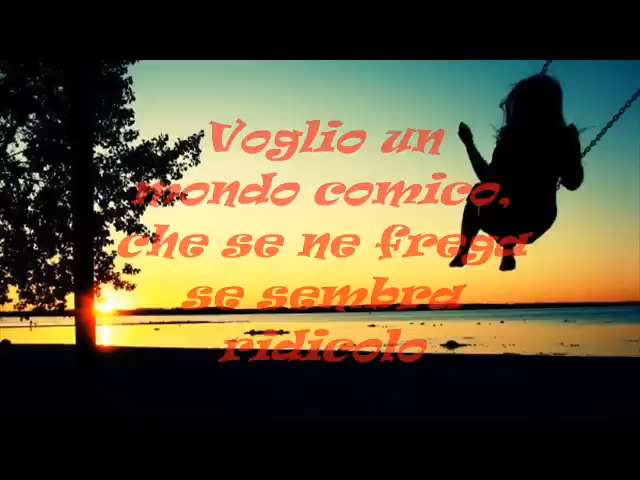 Voglio un
mondo comico,
che se ne frega
se sembra
ridicolo